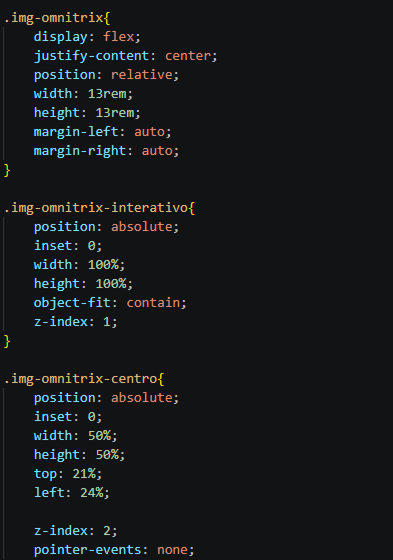 .img-omnitrix{
    display: flex;
    justify-content: center;
    position: relative;
    width: 13rem;
    height: 13rem;
    margin-left: auto;
    margin-right: auto;
}

.img-omnitrix-interativo{
    position: absolute;
    inset: 0;
    width: 100%;
    height: 100%;
    object-fit: contain;
    z-index: 1;
}

.img-omnitrix-centro{
    position: absolute;
    inset: 0;
    width: 50%;
    height: 50%;
    top: 21%;
    left: 24%;

    z-index: 2;
    pointer-events: none;